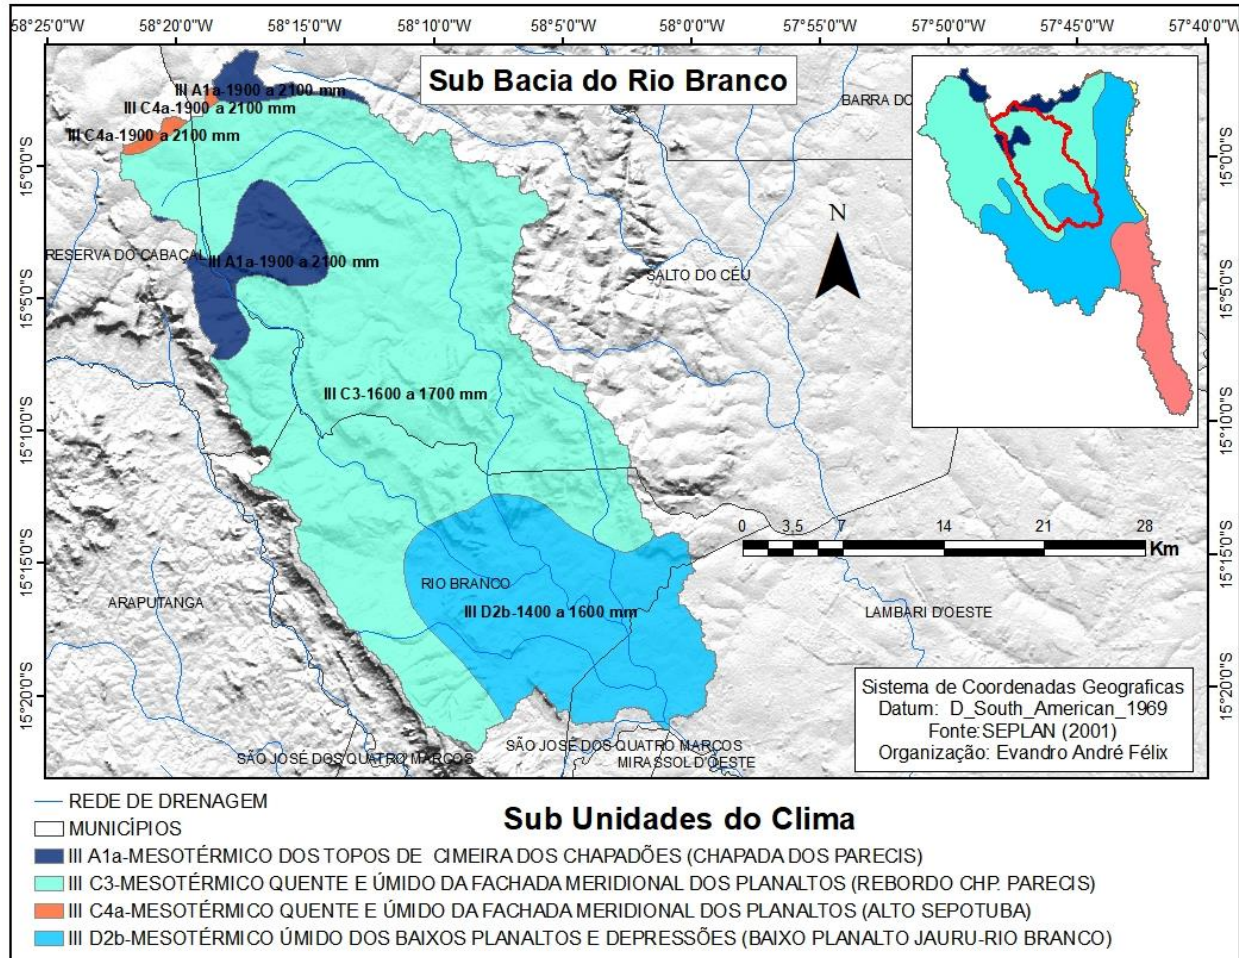 58°25'0"W 58°20'0"W 58°15'0"W 58°10'0"W 58°5'0"W 58°0'0"W 57°55'0"W 57°50'0"W 57°45'0"W 57°40'0"W
Sub Bacia do Rio Branco
III A1a-1900 a 2100 mm
III C4a-1900 a 2100 mm
III C4a-1900 a 2100 mm
BARRA DO
15°0'0"S
15°0'0"S
N
RESERVA DO CABAÇAL
III A1a-1900 a 2100 mm
SALTO DO CÉU
15°5'0"S
15°5'0"S
III C3-1600 a 1700 mm
15°10'0"S
15°10'0"S
0 3,5 7 14 21 28
Km
15°15'0"S
15°15'0"S
RIO BRANCO
ARAPUTANGA
III D2b-1400 a 1600 mm
LAMBARI D'OESTE
15°20'0"S
15°20'0"S
Sistema de Coordenadas Geograficas
Datum: D_South_American_1969
Fonte:SEPLAN (2001)
Organização: Evandro André Félix
SÃO JOSÉ DOS QUATRO MARCOS
SÃO JOSÉ DOS QUATRO MARCOS
MIRASSOL D'OESTE
Sub Unidades do Clima
REDE DE DRENAGEM
MUNICÍPIOS
III A1a-MESOTÉRMICO DOS TOPOS DE CIMEIRA DOS CHAPADÕES (CHAPADA DOS PARECIS)
III C3-MESOTÉRMICO QUENTE E ÚMIDO DA FACHADA MERIDIONAL DOS PLANALTOS (REBORDO CHP. PARECIS)
III C4a-MESOTÉRMICO QUENTE E ÚMIDO DA FACHADA MERIDIONAL DOS PLANALTOS (ALTO SEPOTUBA)
III D2b-MESOTÉRMICO ÚMIDO DOS BAIXOS PLANALTOS E DEPRESSÕES (BAIXO PLANALTO JAURU-RIO BRANCO)